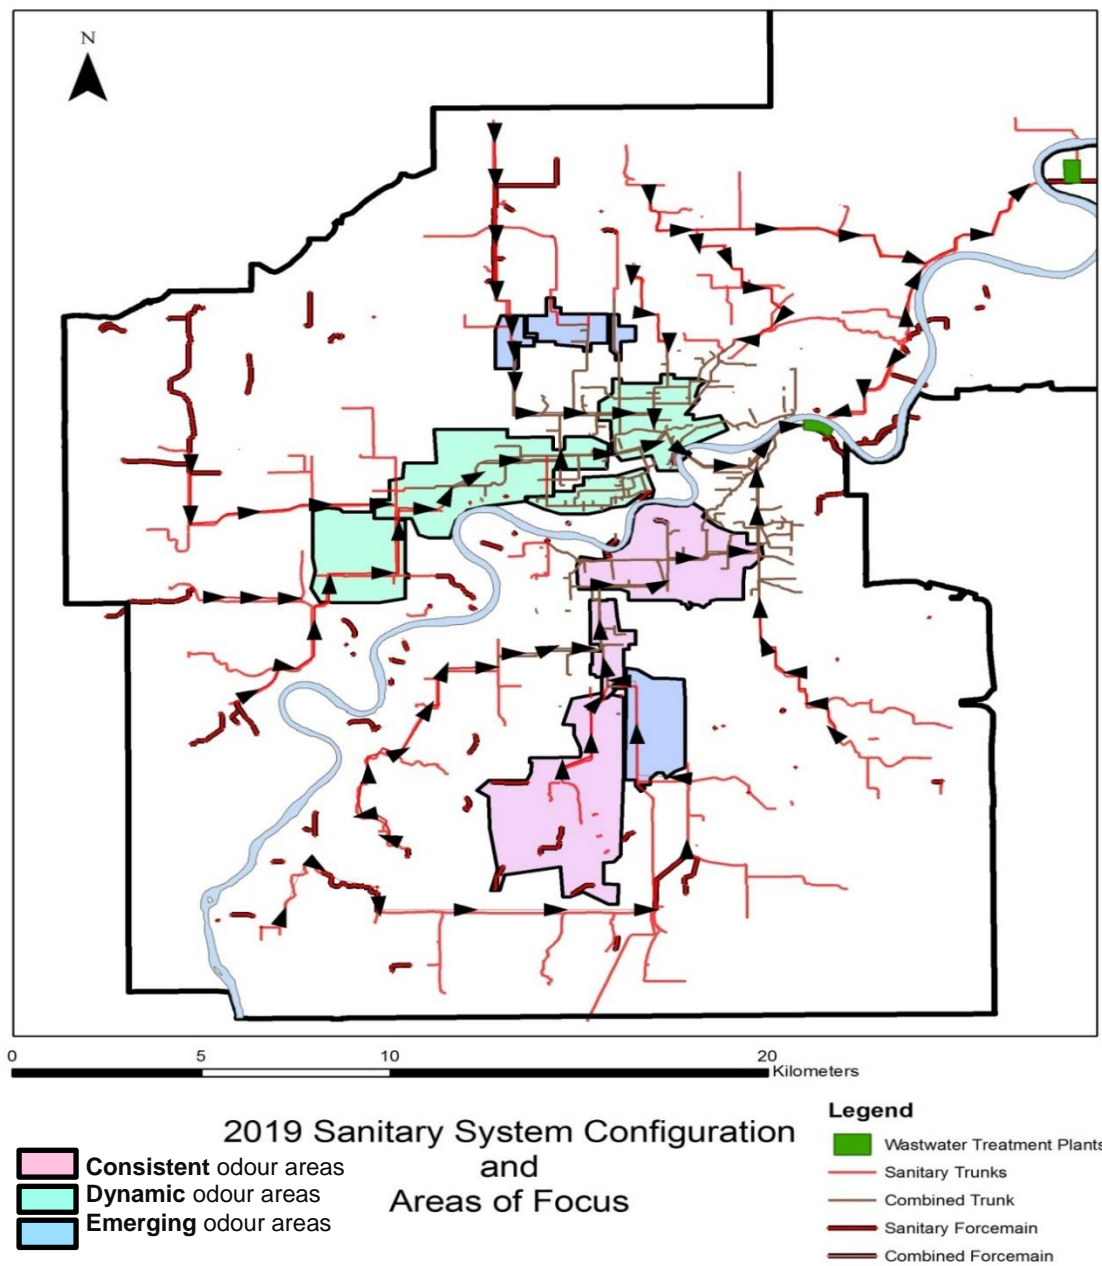 N
0 5 10 20
Kilometers
2019 Sanitary System Configuration
and
Areas of Focus
Consistent odour areas
Dynamic odour areas
Emerging odour areas
Legend
Wastwater Treatment Plants
Sanitary Trunks
Combined Trunk
Sanitary Forcemain
Combined Forcemain